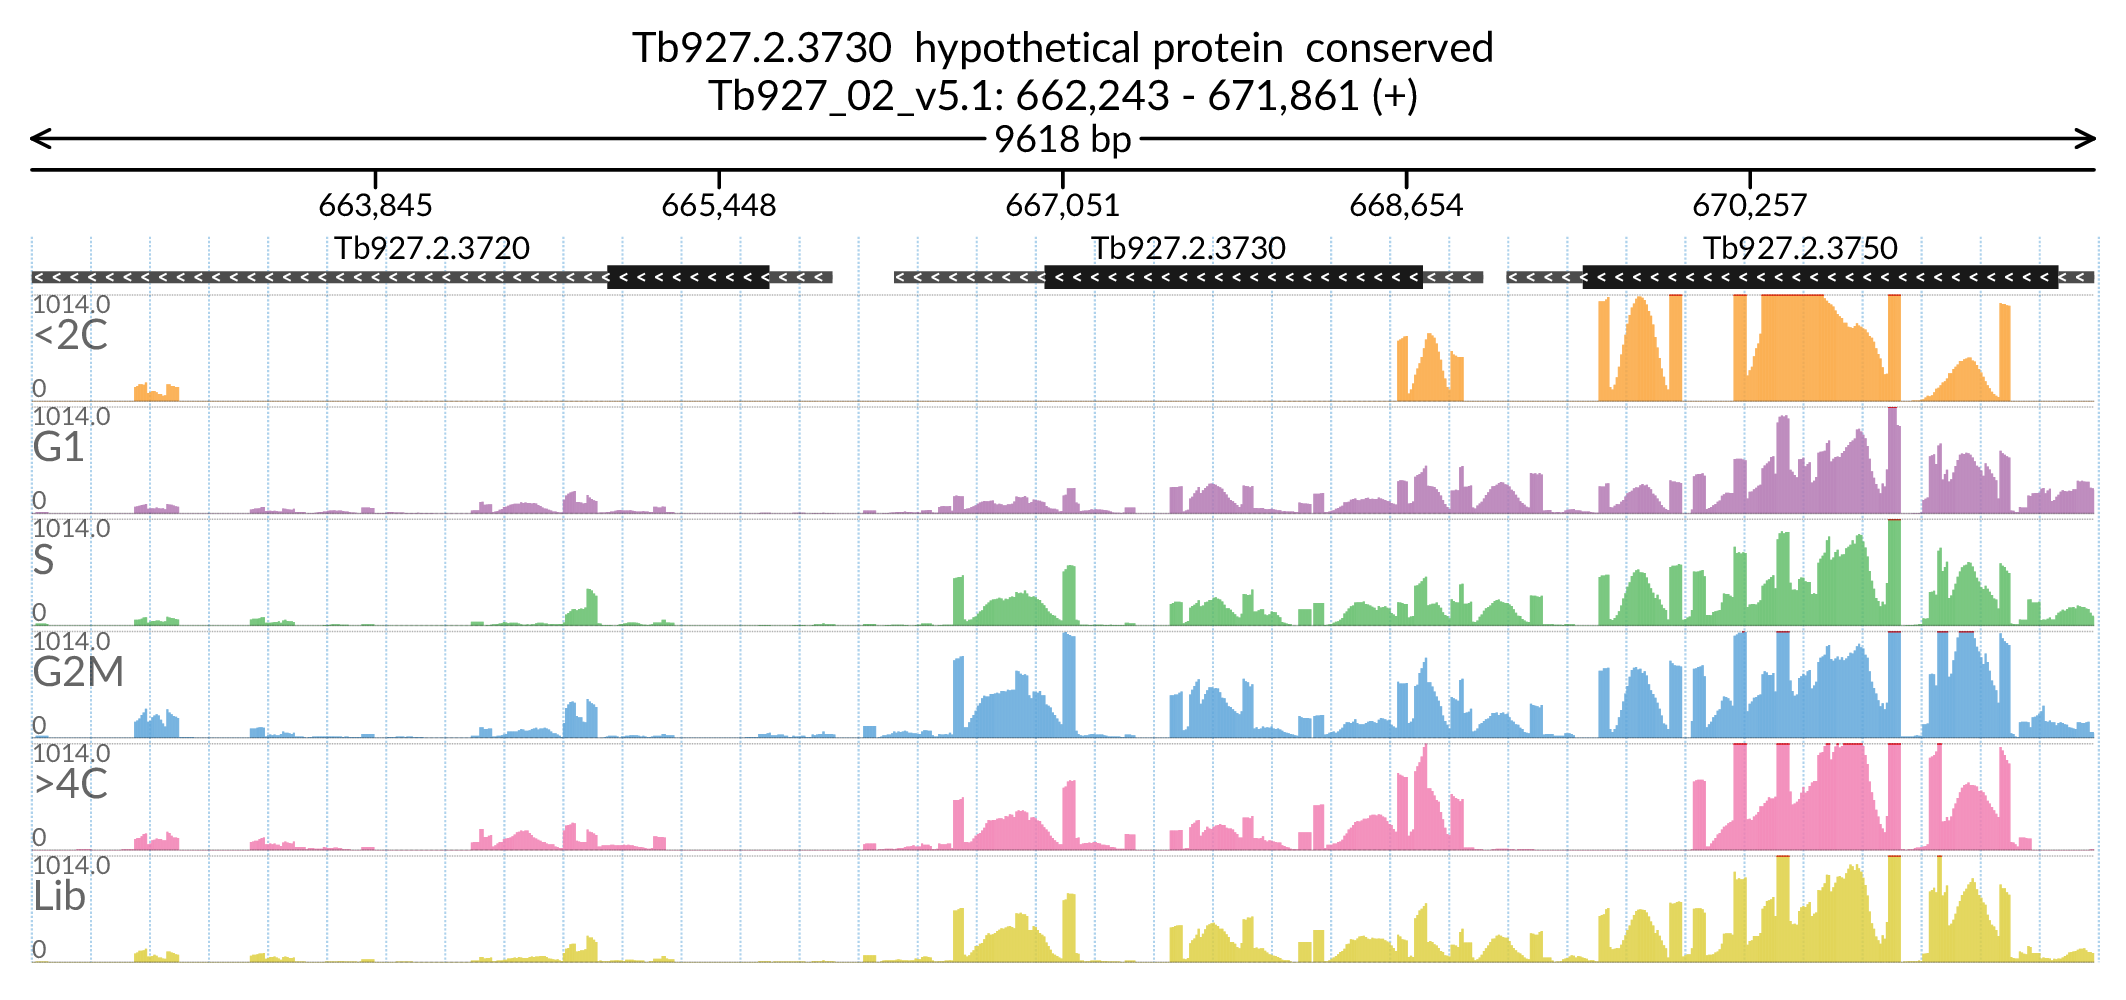 Tb927.2.3730  hypothetical protein  conserved
Tb927_02_v5.1: 662,243 - 671,861 (+)
9618 bp
663,845 665,448 667,051 668,654 670,257
Tb927.2.3720 Tb927.2.3730 Tb927.2.3750
1014.0
<2C
0
1014.0
G1
0
1014.0
S
0
1014.0
G2M
0
1014.0
>4C
0
1014.0
Lib
0